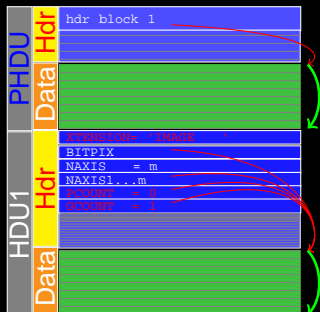 PHDU
Hdr
hdr block 1
Data
HDU1
Hdr
XTENSION= 'IMAGE    '
BITPIX
NAXIS   = m
NAXIS1...m
PCOUNT  = 0
GCOUNT  = 1
Data